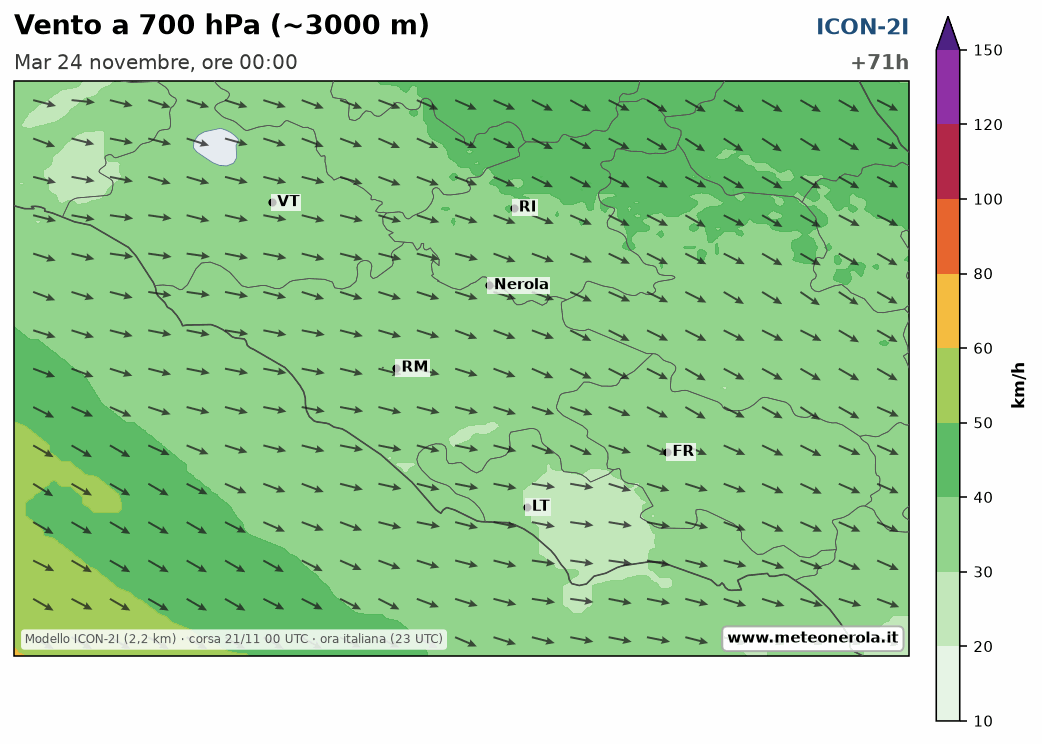 Vento a 700 hPa (~3000 m)
ICON-2I
Mar 24 novembre, ore 00:00
+71h
VT
RI
Nerola
RM
FR
LT
Modello ICON-2I (2,2 km) · corsa 21/11 00 UTC · ora italiana (23 UTC)
www.meteonerola.it
150
120
100
80
60
50
40
30
20
10
km/h